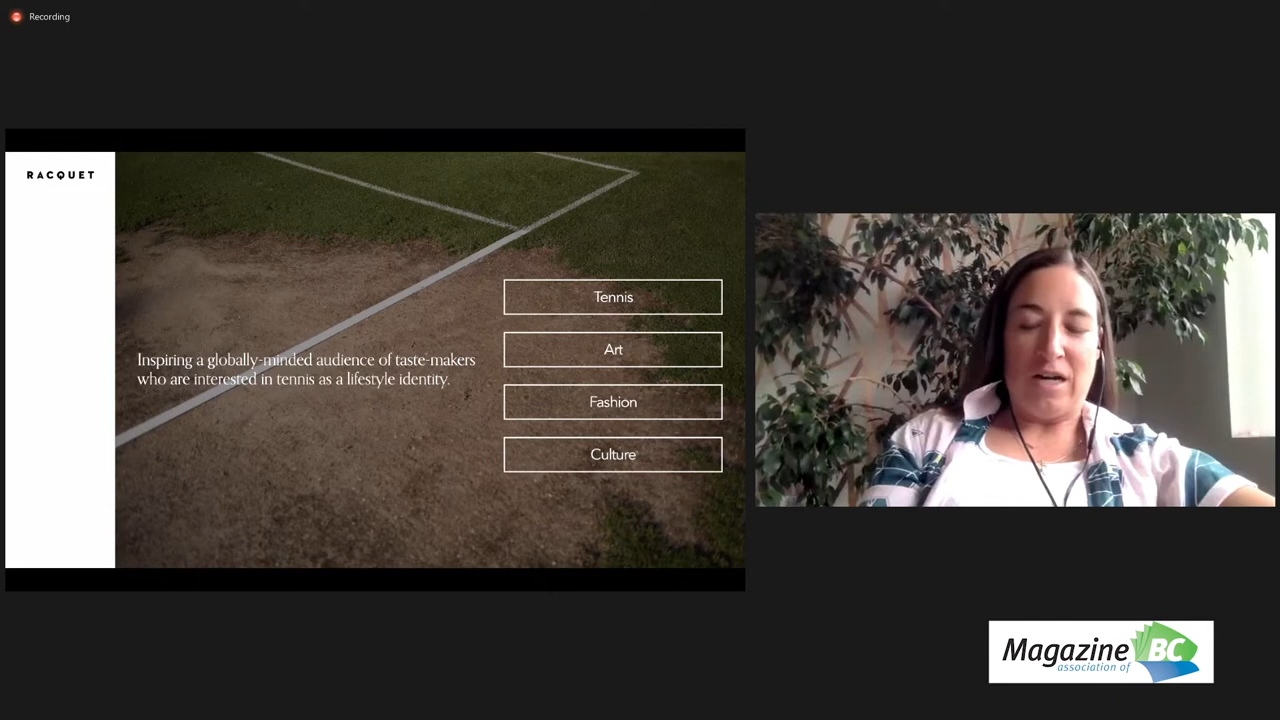 Recording
RACQUET
Inspiring a globally-minded audience of taste-makers
who are interested in tennis as a lifestyle identity.
Tennis
Art
Fashion
Culture
Magazine BC
association of